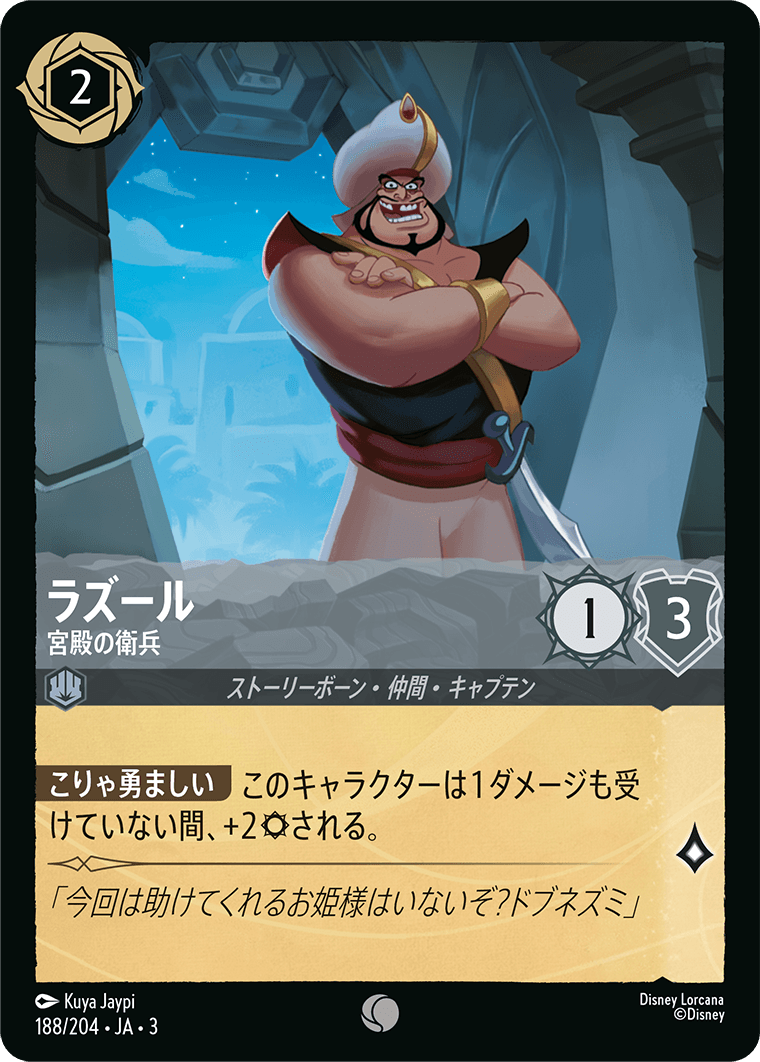 2
ラズール
宮殿の衛兵
1
3
ストーリーボーン・仲間・キャプテン
こりゃ勇ましい このキャラクターは1ダメージも受
けていない間、+2される。
「今回は助けてくれるお姫様はいないぞ?ドブネズミ」
Kuya Jaypi
188/204・JA・3
Disney Lorcana
©Disney